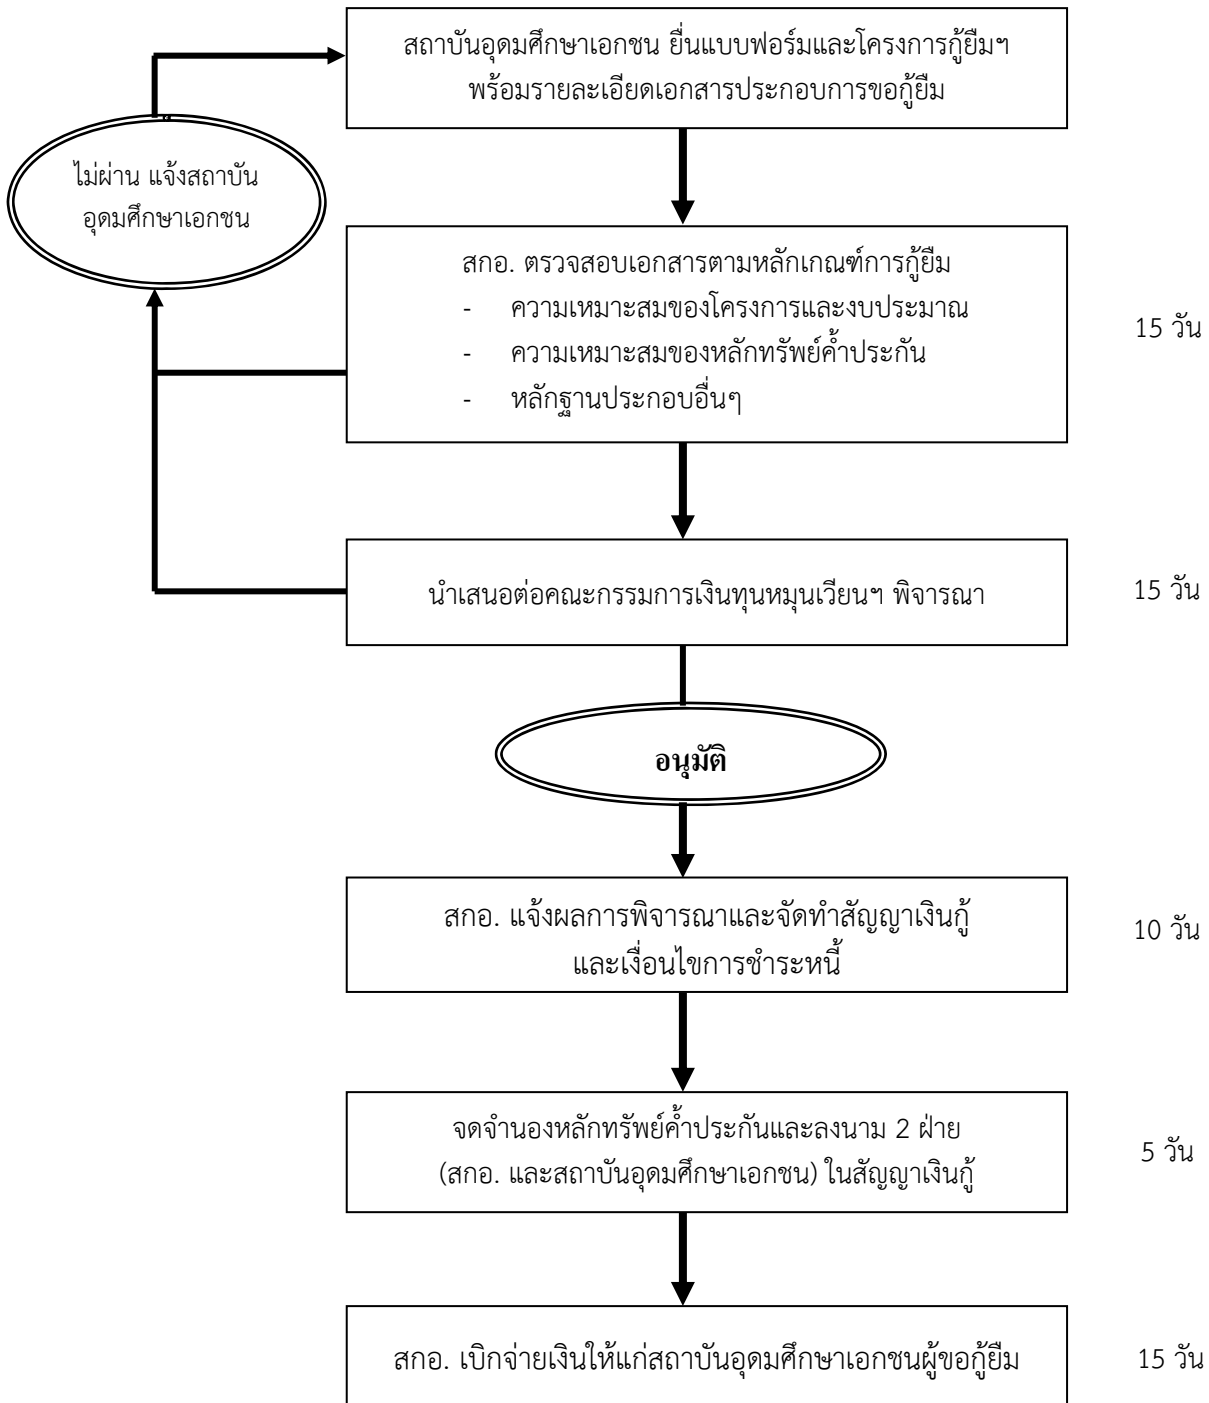 สถาบันอุดมศึกษาเอกชน ยื่นแบบฟอร์มและโครงการกู้ยืมฯ
พร้อมรายละเอียดเอกสารประกอบการขอกู้ยืม
ไม่ผ่าน แจ้งสถาบัน
อุดมศึกษาเอกชน
สกอ. ตรวจสอบเอกสารตามหลักเกณฑ์การกู้ยืม
- ความเหมาะสมของโครงการและงบประมาณ
- ความเหมาะสมของหลักทรัพย์ค้ำประกัน
- หลักฐานประกอบอื่นๆ
15 วัน
นำเสนอต่อคณะกรรมการเงินทุนหมุนเวียนฯ พิจารณา
15 วัน
อนุมัติ
สกอ. แจ้งผลการพิจารณาและจัดทำสัญญาเงินกู้
และเงื่อนไขการชำระหนี้
10 วัน
จดจำนองหลักทรัพย์ค้ำประกันและลงนาม 2 ฝ่าย
(สกอ. และสถาบันอุดมศึกษาเอกชน) ในสัญญาเงินกู้
5 วัน
สกอ. เบิกจ่ายเงินให้แก่สถาบันอุดมศึกษาเอกชนผู้ขอกู้ยืม
15 วัน